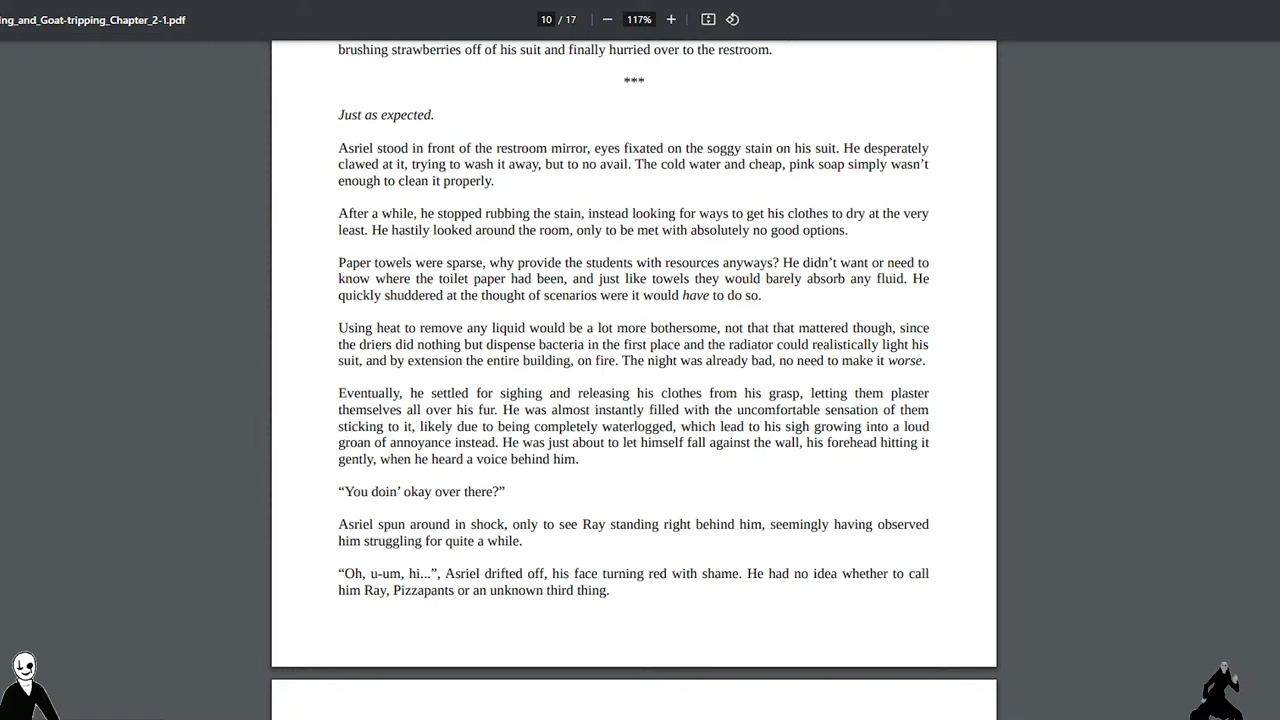 ing_and_Goat-tripping_Chapter_2-1.pdf
10 / 17
117%
brushing strawberries off of his suit and finally hurried over to the restroom.
***
Just as expected.
Asriel stood in front of the restroom mirror, eyes fixated on the soggy stain on his suit. He desperately
clawed at it, trying to wash it away, but to no avail. The cold water and cheap, pink soap simply wasn’t
enough to clean it properly.
After a while, he stopped rubbing the stain, instead looking for ways to get his clothes to dry at the very
least. He hastily looked around the room, only to be met with absolutely no good options.
Paper towels were sparse, why provide the students with resources anyways? He didn’t want or need to
know where the toilet paper had been, and just like towels they would barely absorb any fluid. He
quickly shuddered at the thought of scenarios were it would have to do so.
Using heat to remove any liquid would be a lot more bothersome, not that that mattered though, since
the driers did nothing but dispense bacteria in the first place and the radiator could realistically light his
suit, and by extension the entire building, on fire. The night was already bad, no need to make it worse.
Eventually, he settled for sighing and releasing his clothes from his grasp, letting them plaster
themselves all over his fur. He was almost instantly filled with the uncomfortable sensation of them
sticking to it, likely due to being completely waterlogged, which lead to his sigh growing into a loud
groan of annoyance instead. He was just about to let himself fall against the wall, his forehead hitting it
gently, when he heard a voice behind him.
“You doin’ okay over there?”
Asriel spun around in shock, only to see Ray standing right behind him, seemingly having observed
him struggling for quite a while.
“Oh, u-um, hi...”, Asriel drifted off, his face turning red with shame. He had no idea whether to call
him Ray, Pizzapants or an unknown third thing.